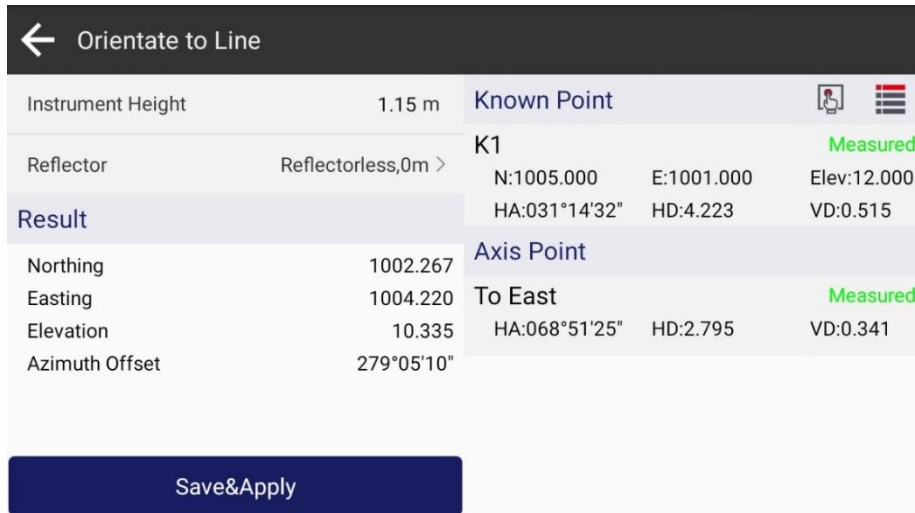 Orientate to Line
Instrument Height 1.15 m
Reflector Reflectorless,0m >
Result
Northing 1002.267
Easting 1004.220
Elevation 10.335
Azimuth Offset 279°05'10"
Save&Apply
Known Point
K1 Measured
N:1005.000 E:1001.000 Elev:12.000
HA:031°14'32" HD:4.223 VD:0.515
Axis Point
To East Measured
HA:068°51'25" HD:2.795 VD:0.341